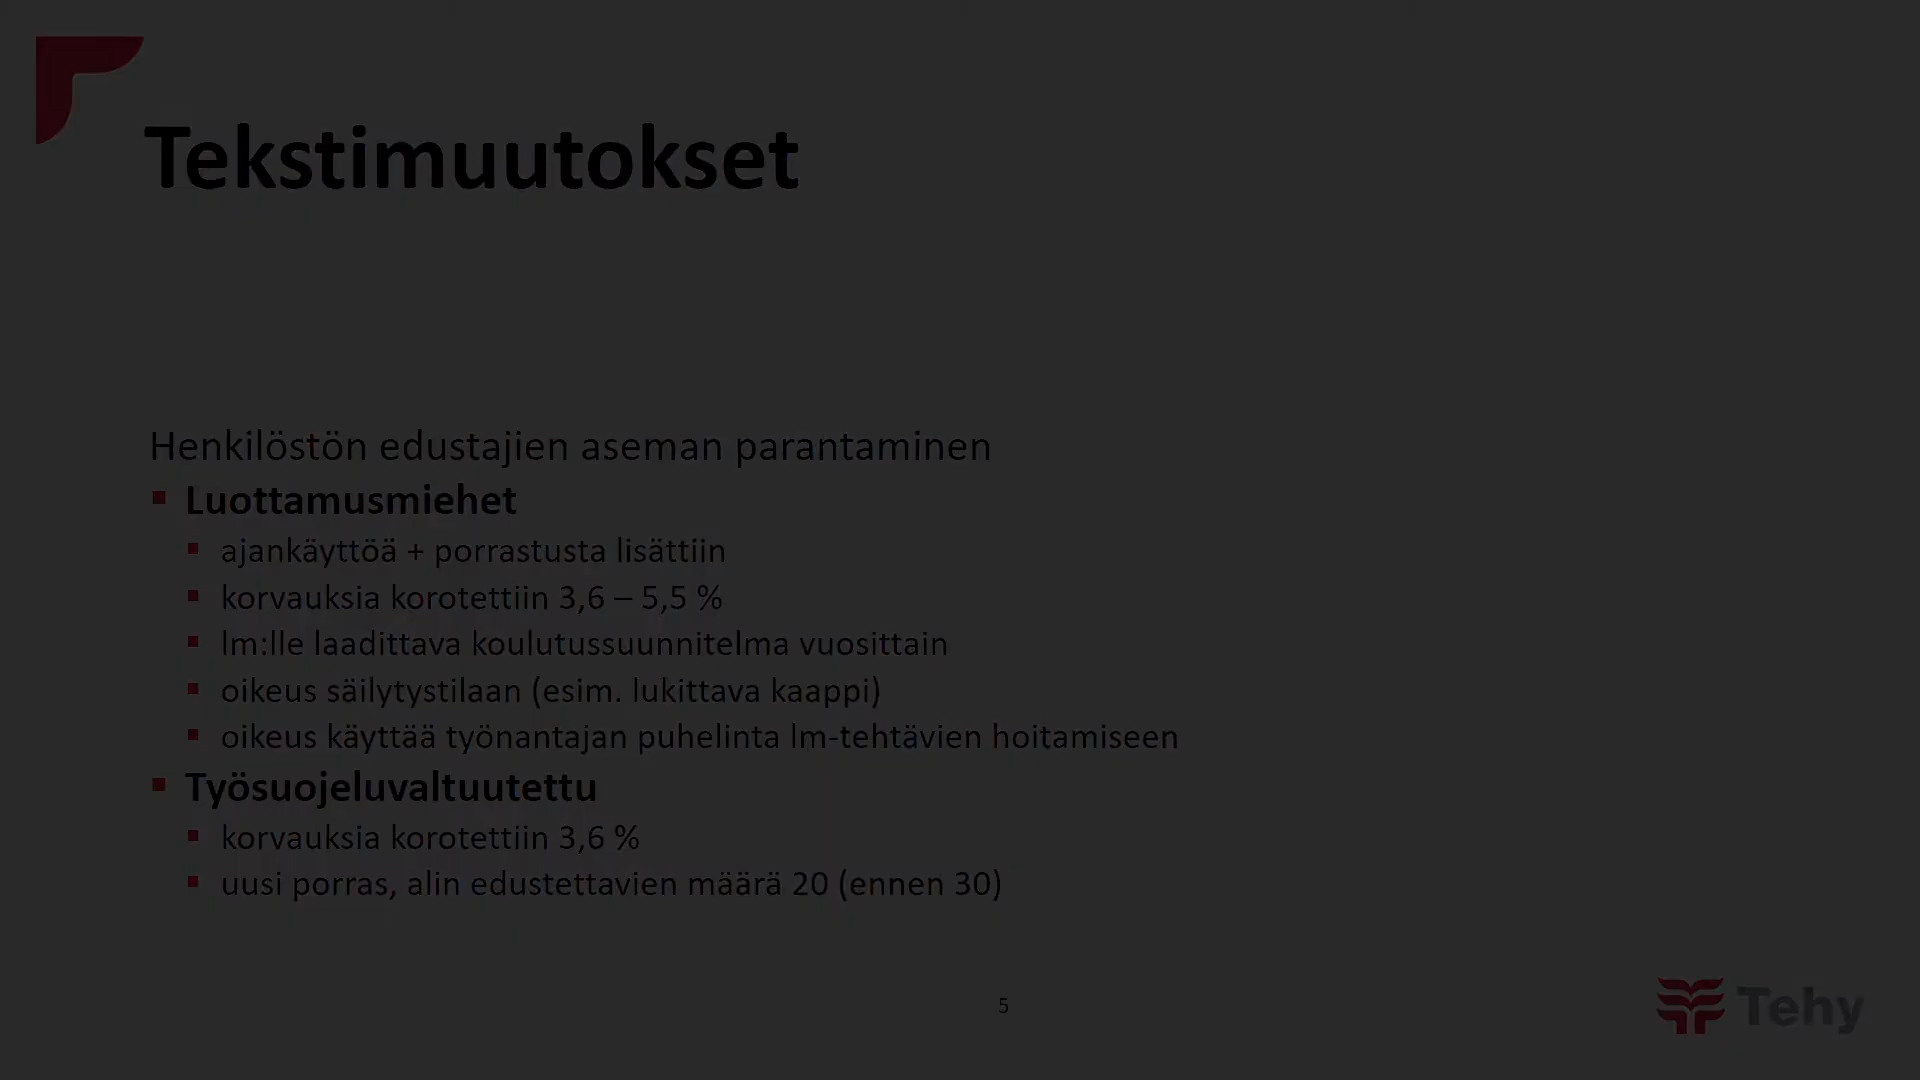 Tekstimuutokset
Henkilöstön edustajien aseman parantaminen
Luottamusmiehet
ajankäyttöä + porrastusta lisättiin
korvauksia korotettiin 3,6 – 5,5 %
lm:lle laadittava koulutussuunnitelma vuosittain
oikeus säilytystilaan (esim. lukittava kaappi)
oikeus käyttää työnantajan puhelinta lm-tehtävien hoitamiseen
Työsuojeluvaltuutettu
korvauksia korotettiin 3,6 %
uusi porras, alin edustettavien määrä 20 (ennen 30)
5
Tehy